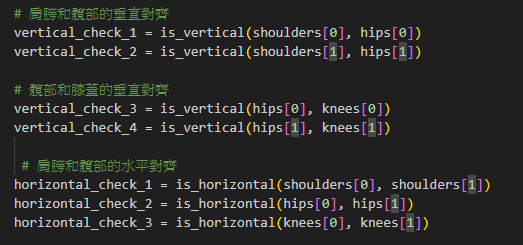 # 肩膀和髖部的垂直對齊
vertical_check_1 = is_vertical(shoulders[0], hips[0])
vertical_check_2 = is_vertical(shoulders[1], hips[1])
# 髖部和膝蓋的垂直對齊
vertical_check_3 = is_vertical(hips[0], knees[0])
vertical_check_4 = is_vertical(hips[1], knees[1])
# 肩膀和髖部的水平對齊
horizontal_check_1 = is_horizontal(shoulders[0], shoulders[1])
horizontal_check_2 = is_horizontal(hips[0], hips[1])
horizontal_check_3 = is_horizontal(knees[0], knees[1])